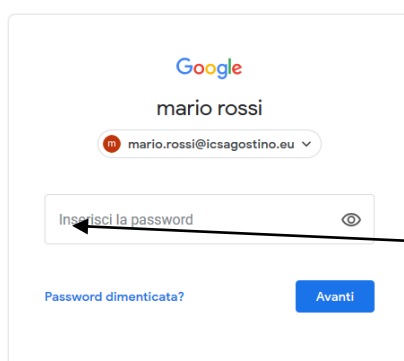 Google
mario rossi
m mario.rossi@icsagostino.eu
Inserisci la password
Password dimenticata?
Avanti